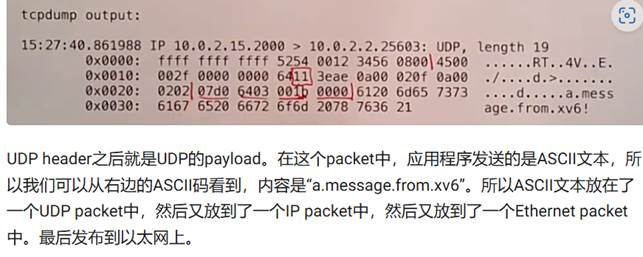 tcpdump output:
15:27:40.861988 IP 10.0.2.15.2000 > 10.0.2.2.25603: UDP, length 19
0x0000: ffff ffff ffff 5254 0012 3456 0800 4500 ......RT..4V..E.
0x0010: 002f 0000 0000 6411 3eae 0a00 020f 0a00 ./....d.>.......
0x0020: 0202 07d0 6403 001b 0000 6120 6d65 7373 ....d.....a.mess
0x0030: 6167 6520 6672 6f6d 2078 7636 21 age.from.xv6!
UDP header之后就是UDP的payload。在这个packet中，应用程序发送的是ASCII文本，所
以我们可以从右边的ASCII码看到，内容是“a.message.from.xv6”。所以ASCII文本放在了
一个UDP packet中，然后又放到了一个IP packet中，然后又放到了一个Ethernet packet
中。最后发布到以太网上。